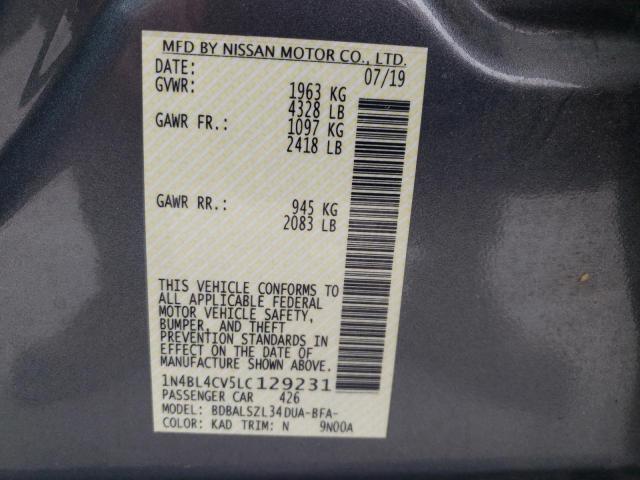 MFD BY NISSAN MOTOR CO., LTD.
DATE: 07/19
GVWR: 1963 KG
4328 LB
GAWR FR.: 1097 KG
2418 LB
GAWR RR.: 945 KG
2083 LB
THIS VEHICLE CONFORMS TO
ALL APPLICABLE FEDERAL
MOTOR VEHICLE SAFETY,
BUMPER, AND THEFT
PREVENTION STANDARDS IN
EFFECT ON THE DATE OF
MANUFACTURE SHOWN ABOVE.
1N4BL4CV5LC129231
PASSENGER CAR 426
MODEL: BDBALSZL34DUA-BFA-
COLOR: KAD TRIM: N 9N00A